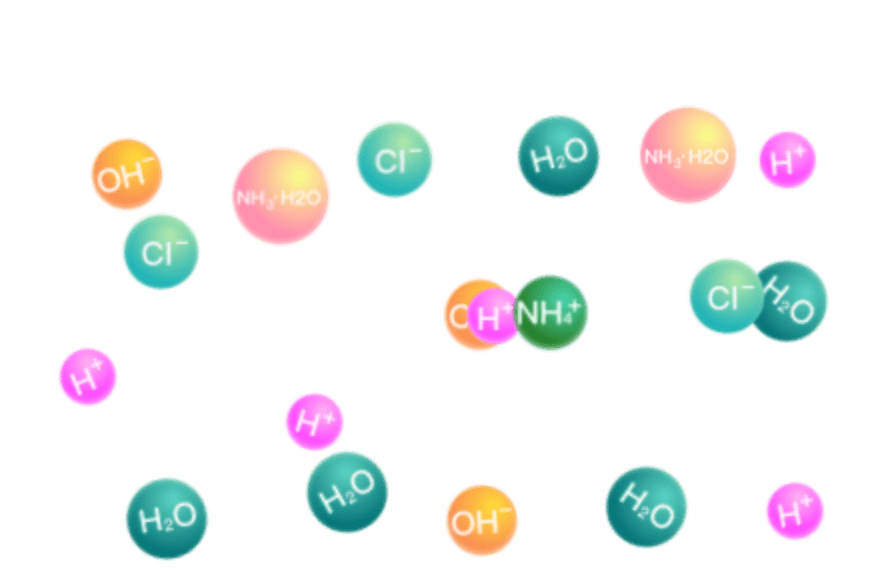 OH⁻
NH₃·H2O
Cl⁻
H₂O
NH₃·H2O
H⁺
Cl⁻
H⁺
NH₄⁺
Cl⁻
H₂O
H⁺
H⁺
H₂O
H₂O
OH⁻
H₂O
H⁺